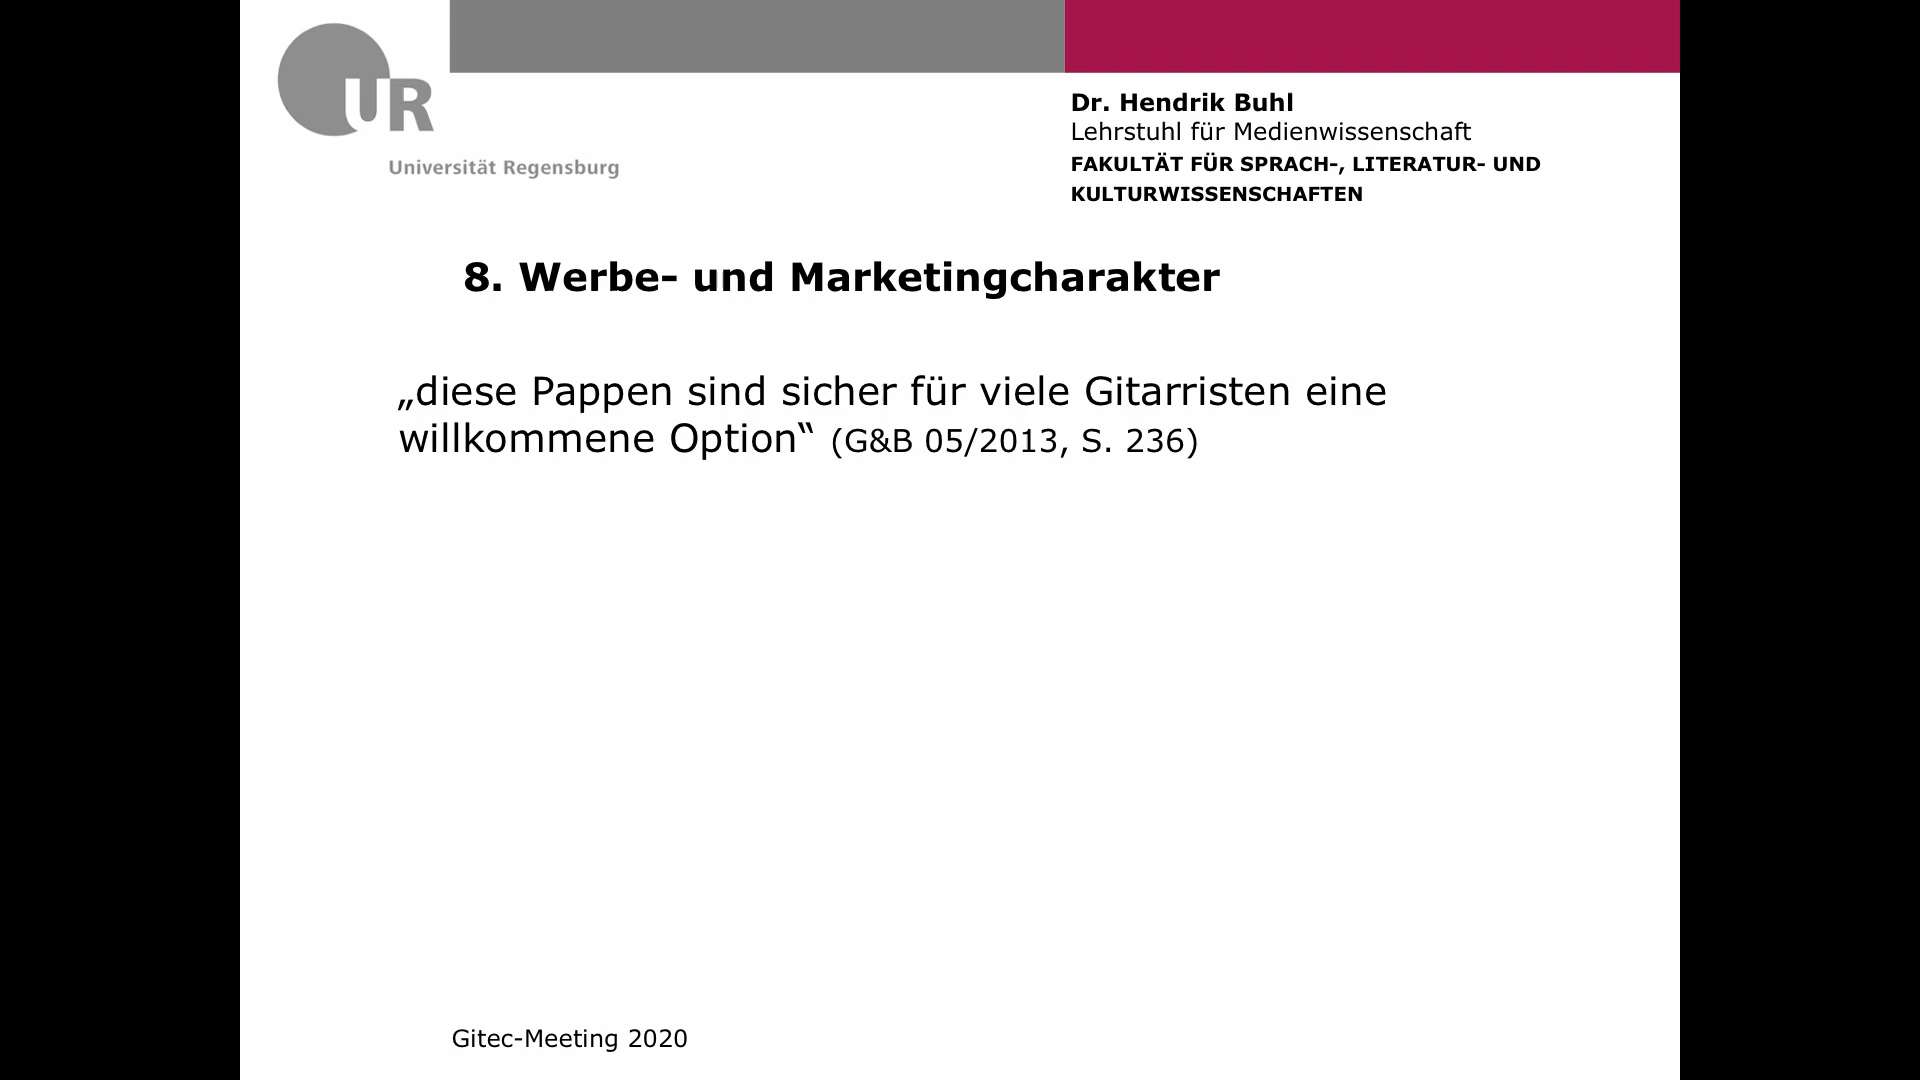 UR
Universität Regensburg
Dr. Hendrik Buhl
Lehrstuhl für Medienwissenschaft
FAKULTÄT FÜR SPRACH-, LITERATUR- UND
KULTURWISSENSCHAFTEN
8. Werbe- und Marketingcharakter
„diese Pappen sind sicher für viele Gitarristen eine
willkommene Option“ (G&B 05/2013, S. 236)
Gitec-Meeting 2020